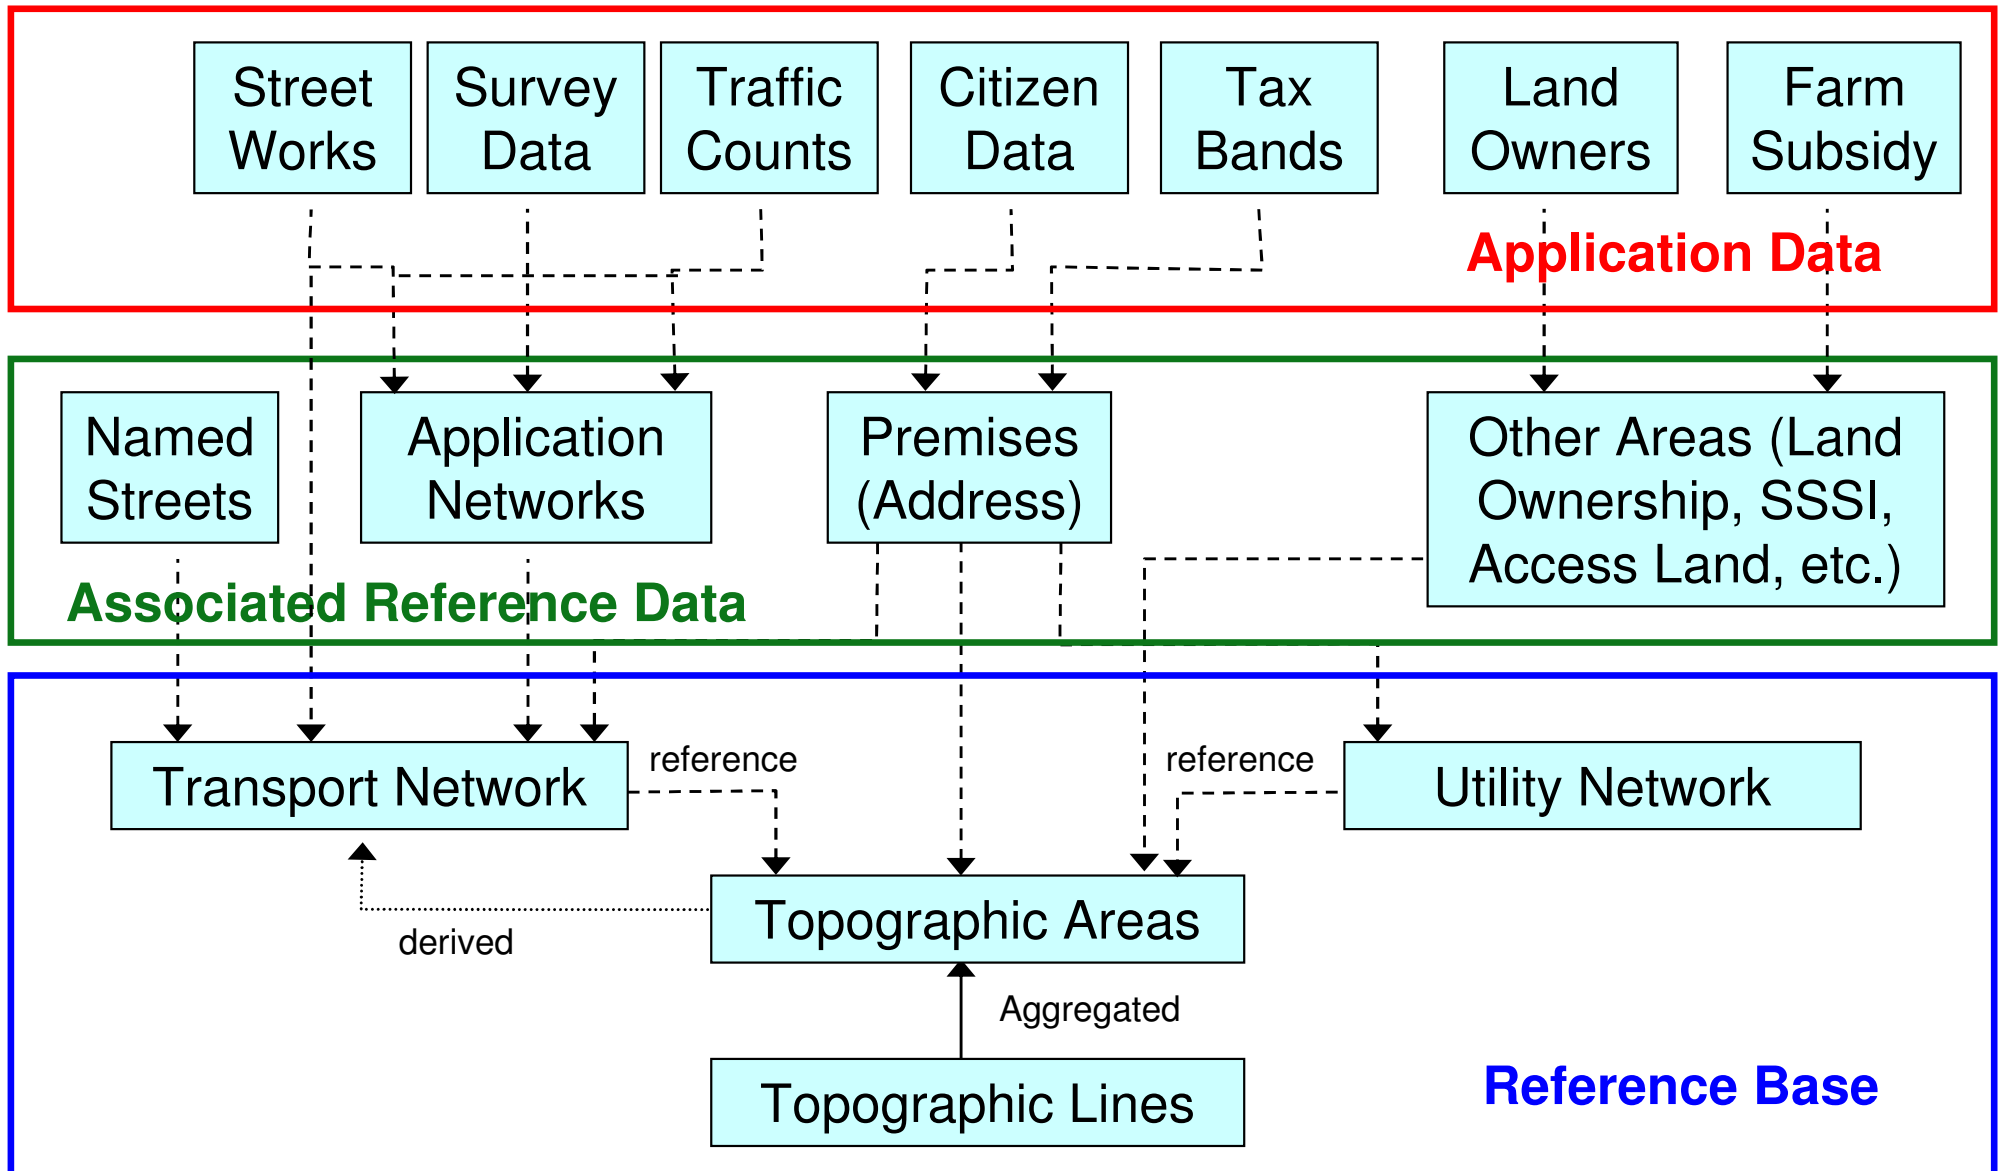 Street
Works
Survey
Data
Traffic
Counts
Citizen
Data
Tax
Bands
Land
Owners
Farm
Subsidy
Application Data
Named
Streets
Application
Networks
Premises
(Address)
Other Areas (Land
Ownership, SSSI,
Access Land, etc.)
Associated Reference Data
Transport Network
reference
reference
Utility Network
Topographic Areas
derived
Aggregated
Topographic Lines
Reference Base